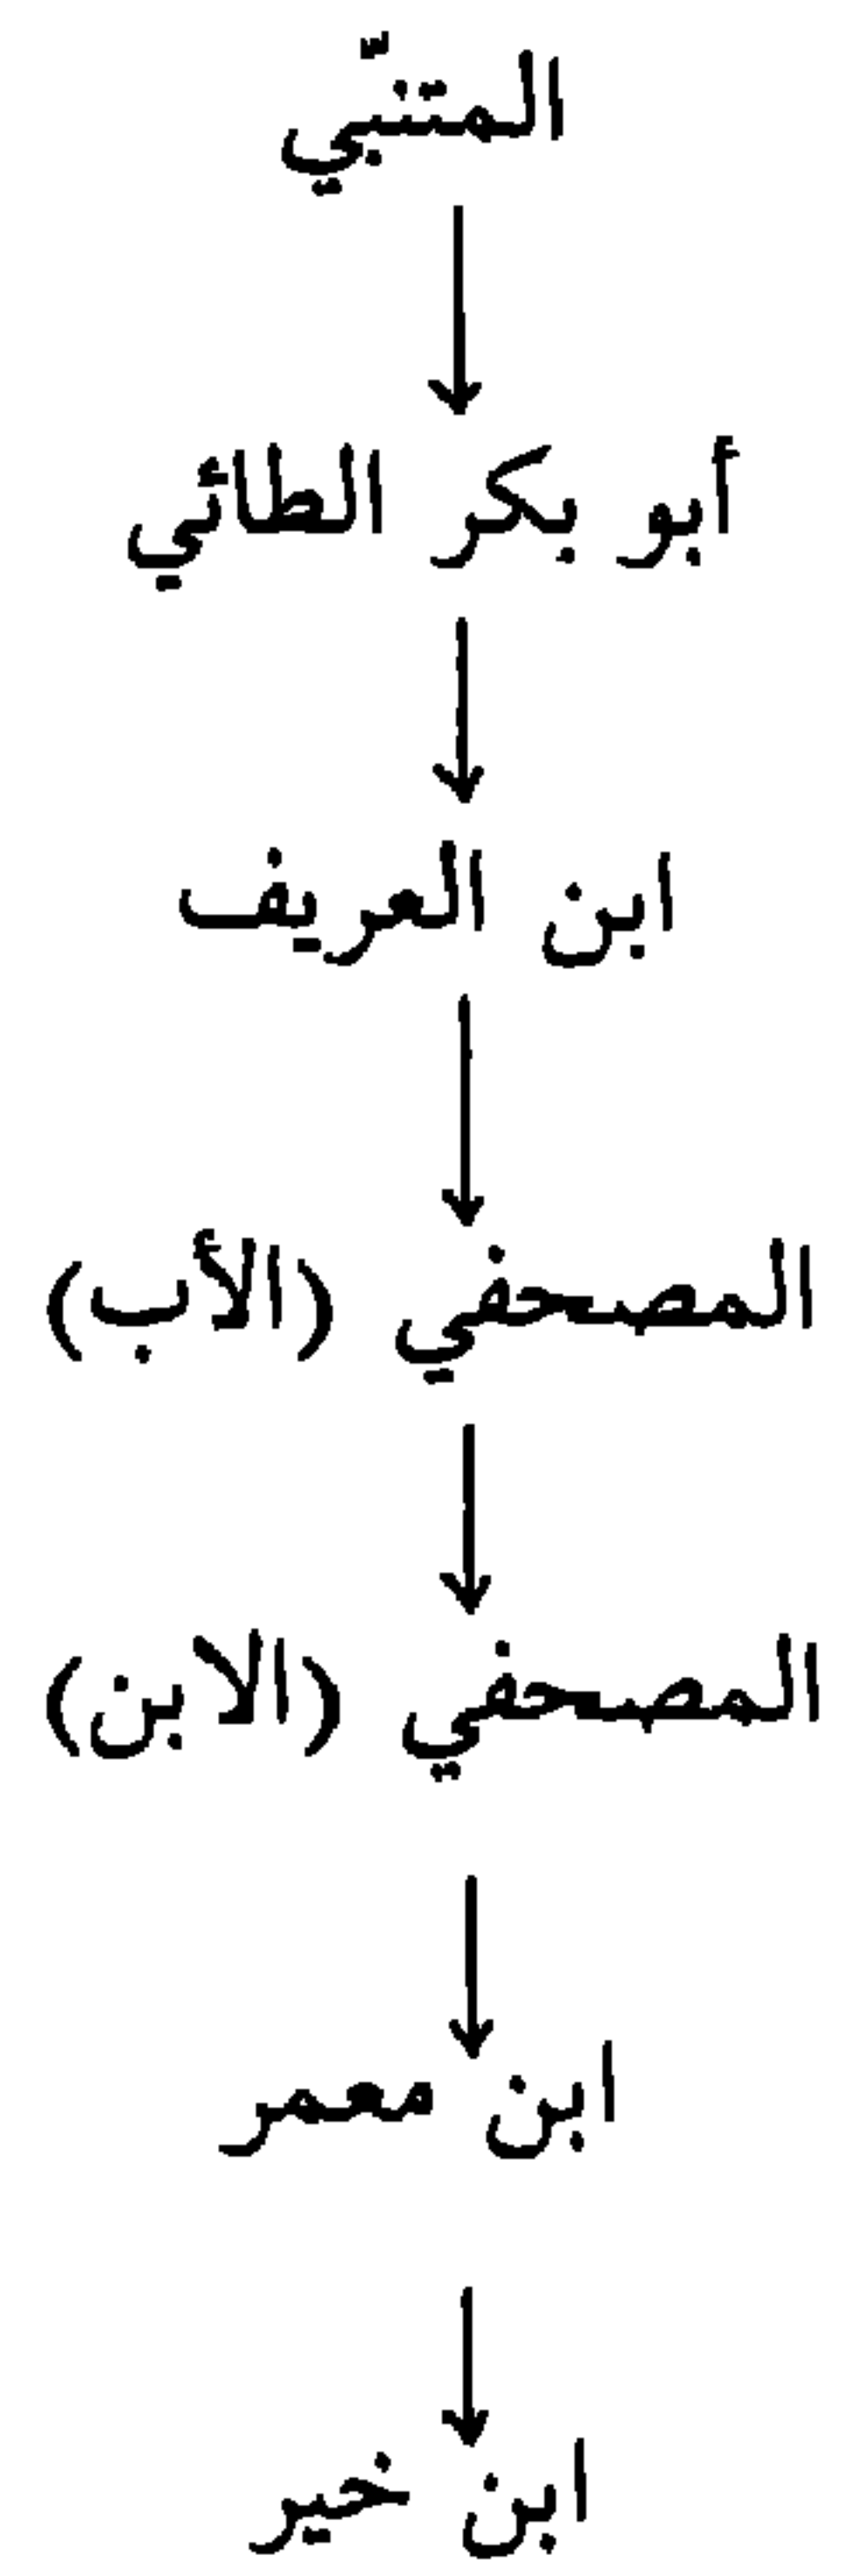 المتنبّي
أبو بكر الطائي
ابن العريف
المصحفي (الأب)
المصحفي (الابن)
ابن معمر
ابن خير